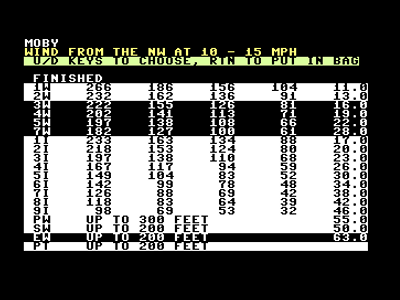 MOBY
WIND FROM THE NW AT 10 - 15 MPH
U/D KEYS TO CHOOSE, RTN TO PUT IN BAG
FINISHED
1W 266 186 156 104 11.0
2W 232 162 136 91 13.0
3W 222 155 126 81 16.0
4W 202 141 113 71 19.0
5W 197 138 108 66 22.0
7W 182 127 100 61 28.0
1I 233 163 134 88 17.0
2I 218 153 124 80 20.0
3I 197 138 110 68 23.0
4I 167 117 94 54 26.0
5I 149 104 83 52 30.0
6I 142 99 78 48 34.0
7I 126 88 69 42 38.0
8I 118 83 64 39 42.0
9I 98 69 53 32 46.0
PW UP TO 300 FEET 55.0
SW UP TO 200 FEET 50.0
EW UP TO 200 FEET 63.0
PT UP TO 200 FEET